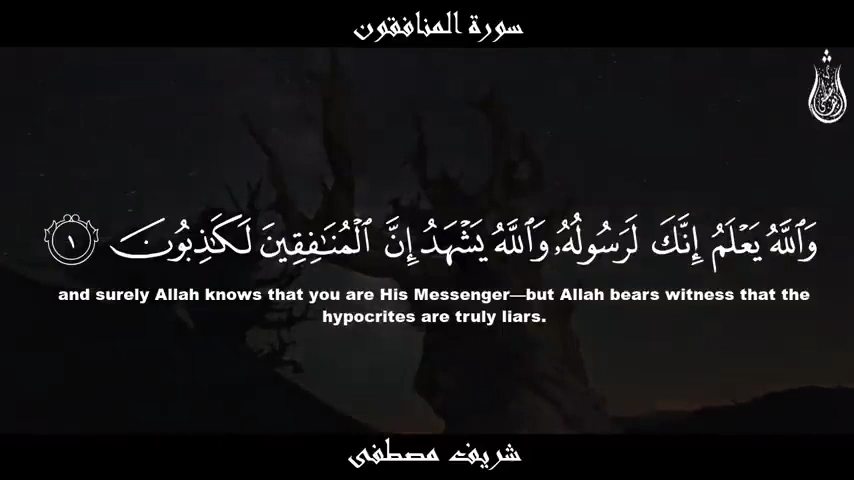 سورة المنافقون
وَٱللَّهُ يَعْلَمُ إِنَّكَ لَرَسُولُهُۥ وَٱللَّهُ يَشْهَدُ إِنَّ ٱلْمُنَـٰفِقِينَ لَكَـٰذِبُونَ ١
and surely Allah knows that you are His Messenger—but Allah bears witness that the
hypocrites are truly liars.
شريف مصطفى